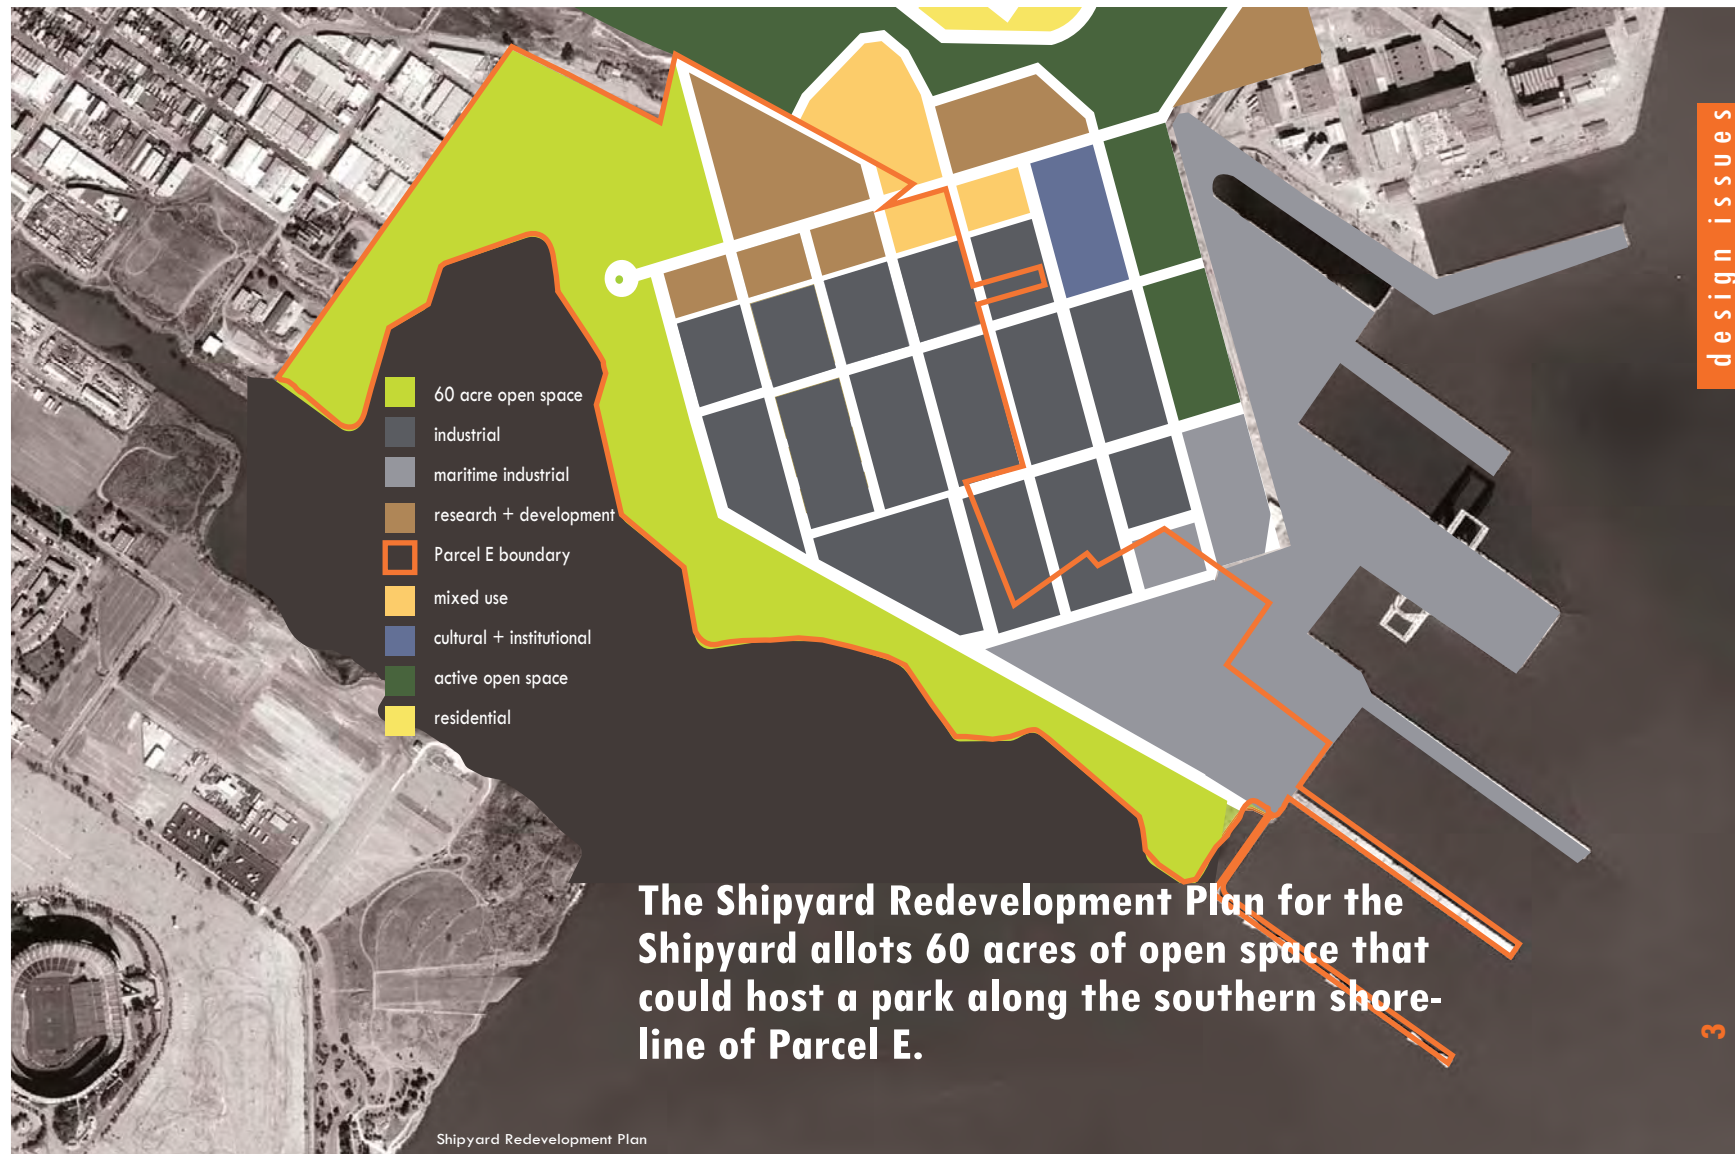 design issues
60 acre open space
industrial
maritime industrial
research + development
Parcel E boundary
mixed use
cultural + institutional
active open space
residential
The Shipyard Redevelopment Plan for the
Shipyard allots 60 acres of open space that
could host a park along the southern shore-
line of Parcel E.
3
Shipyard Redevelopment Plan